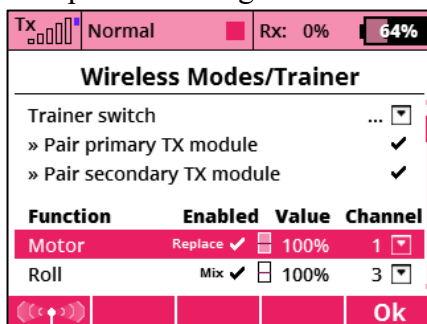 Tx Normal Rx: 0% 64%
Wireless Modes/Trainer
Trainer switch ...
» Pair primary TX module
» Pair secondary TX module
Function Enabled Value Channel
Motor Replace 100% 1
Roll Mix 100% 3
Ok